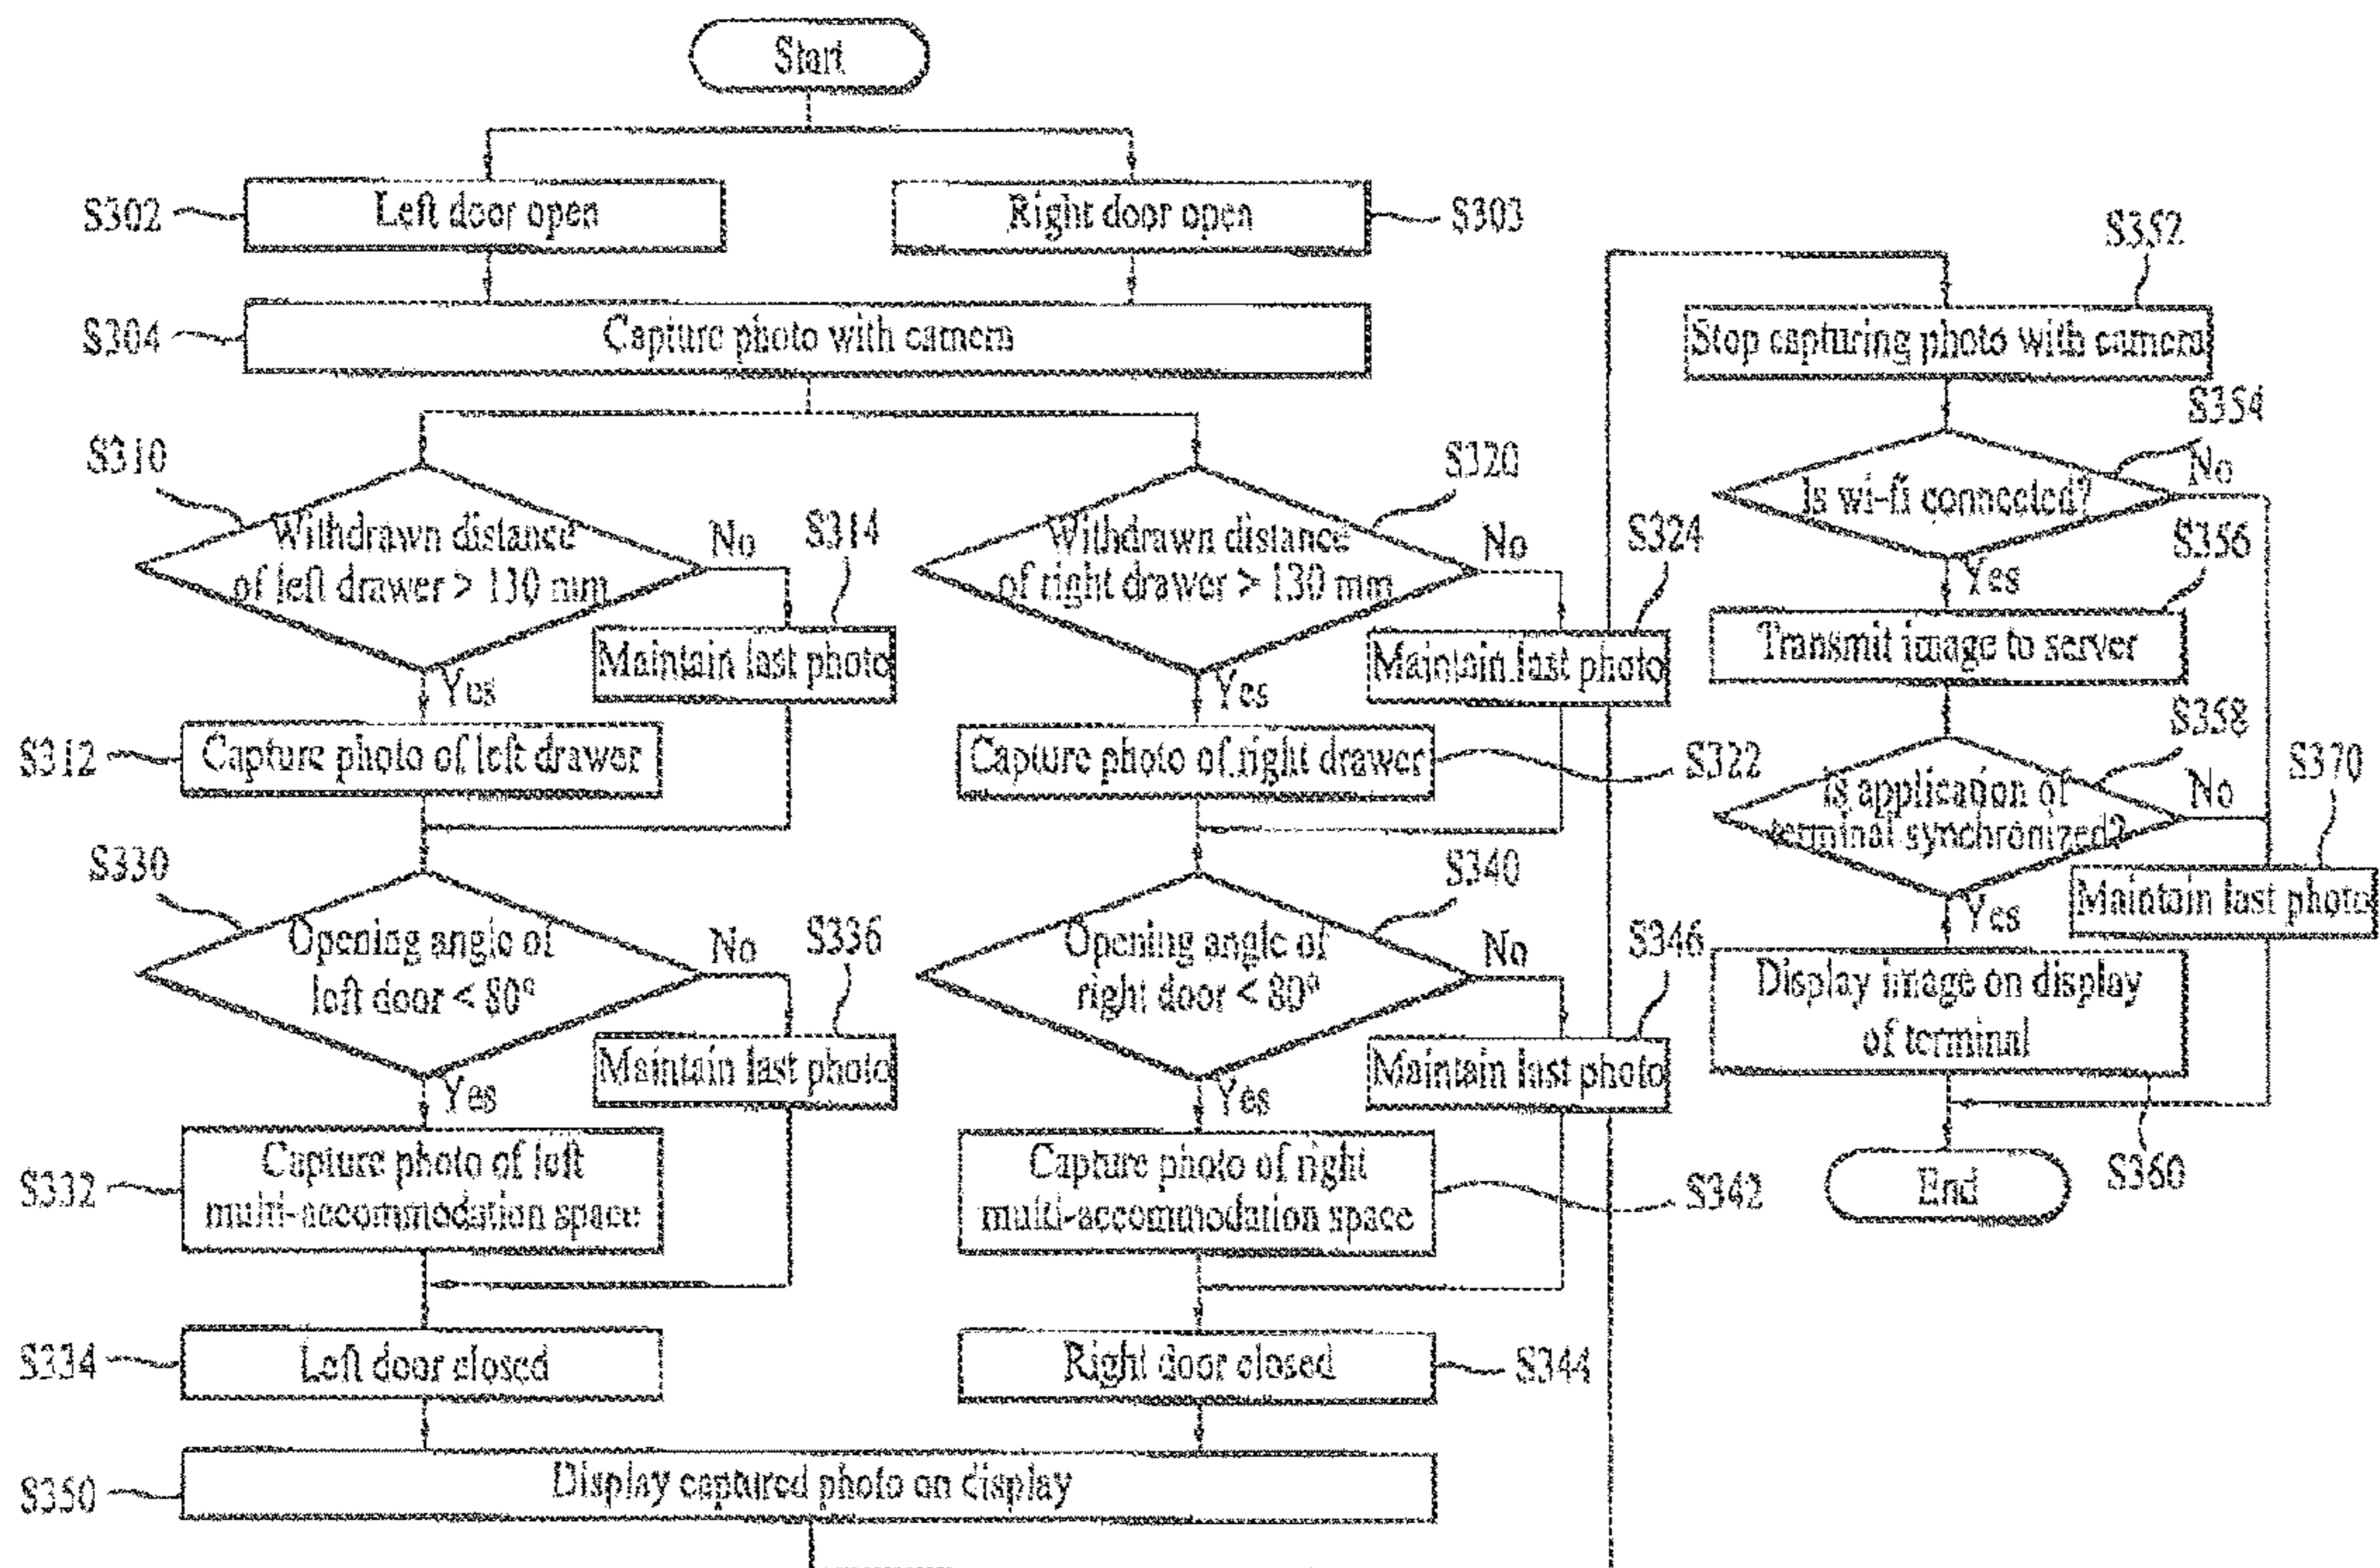 Start
S302
Left door open
Right door open
S303
S304
Capture photo with camera
S310
Withdrawn distance
of left drawer > 130 mm
No
S314
Maintain last photo
Yes
S312
Capture photo of left drawer
S320
Withdrawn distance
of right drawer > 130 mm
No
S324
Maintain last photo
Yes
Capture photo of right drawer
S322
S330
Opening angle of
left door < 80°
No
S336
Maintain last photo
Yes
S332
Capture photo of left
multi-accommodation space
S334
Left door closed
S340
Opening angle of
right door < 80°
No
S346
Maintain last photo
Yes
Capture photo of right
multi-accommodation space
S342
Right door closed
S344
S350
Display captured photo on display
S352
Stop capturing photo with camera
S354
Is wi-fi connected?
No
Yes
S356
Transmit image to server
S358
Is application of
terminal synchronized?
No
S370
Maintain last photo
Yes
Display image on display
of terminal
S360
End